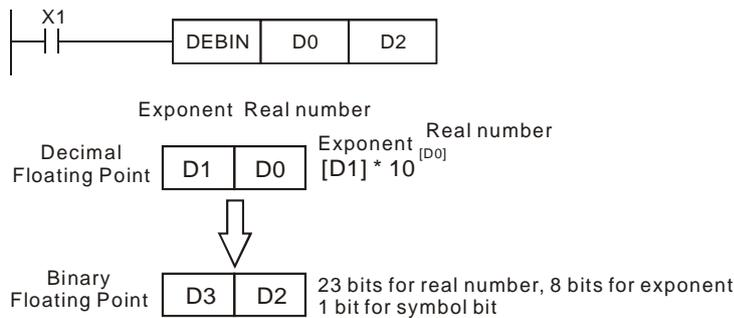 X1
DEBIN D0 D2
Exponent Real number
Decimal
Floating Point
D1 D0
Exponent Real number
[D1] * 10 [D0]
Binary
Floating Point
D3 D2
23 bits for real number, 8 bits for exponent
1 bit for symbol bit